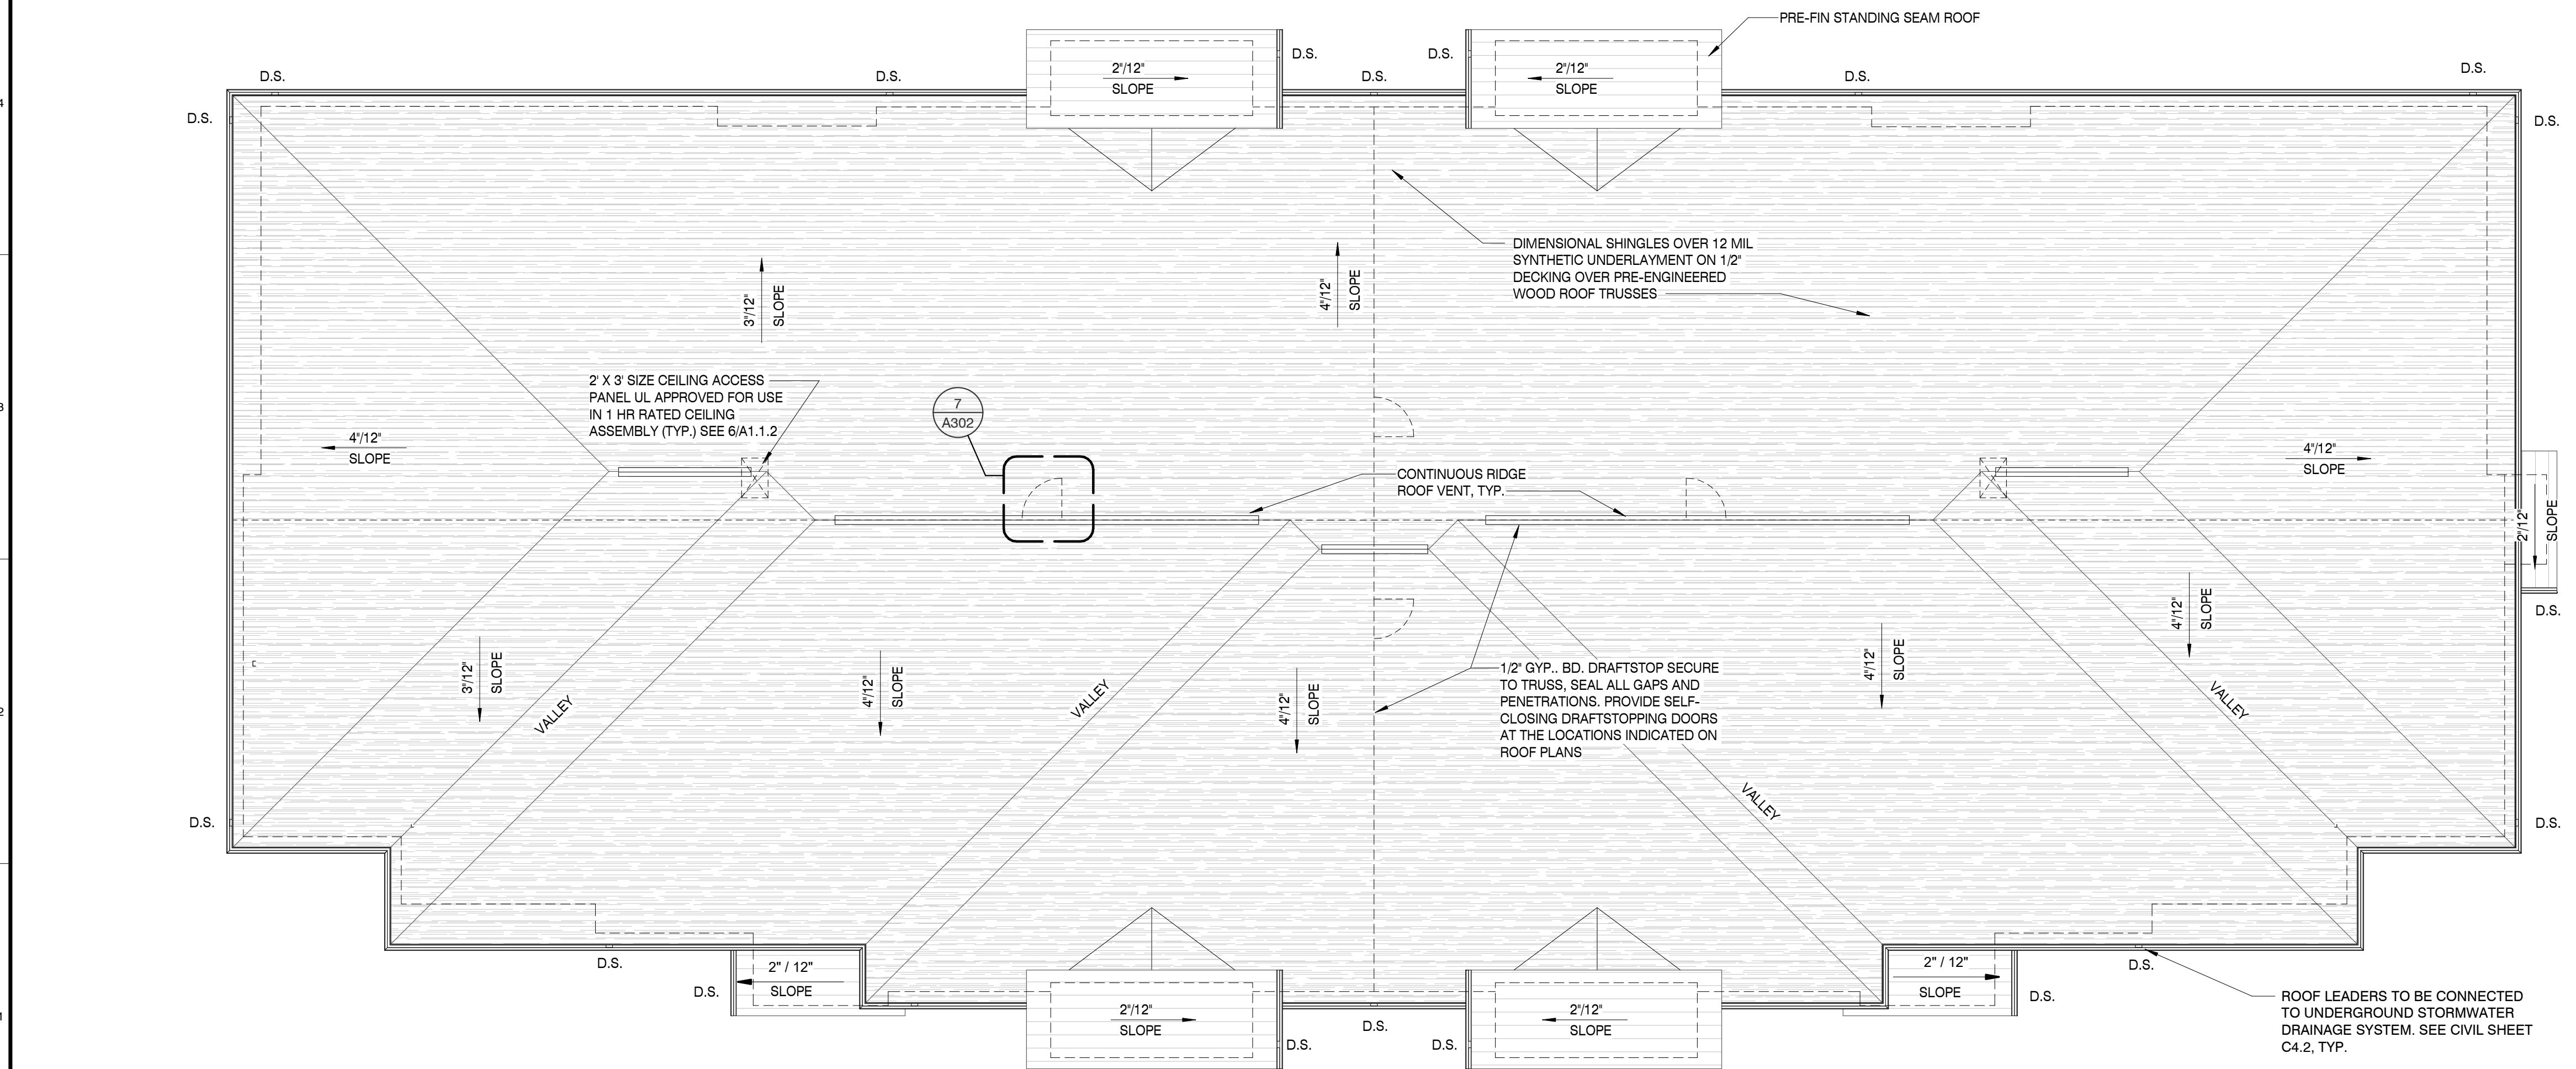 PRE-FIN STANDING SEAM ROOF
D.S.
D.S.
D.S.
D.S.
D.S.
D.S.
D.S.
2"/12"
SLOPE
2"/12"
SLOPE
4
D.S.
D.S.
DIMENSIONAL SHINGLES OVER 12 MIL
SYNTHETIC UNDERLAYMENT ON 1/2"
DECKING OVER PRE-ENGINEERED
WOOD ROOF TRUSSES
3"/12"
SLOPE
4"/12"
SLOPE
2' X 3' SIZE CEILING ACCESS
PANEL UL APPROVED FOR USE
IN 1 HR RATED CEILING
ASSEMBLY (TYP.) SEE 6/A1.1.2
7
A302
3
4"/12"
SLOPE
4"/12"
SLOPE
CONTINUOUS RIDGE
ROOF VENT, TYP.
2"/12"
SLOPE
D.S.
3"/12"
SLOPE
VALLEY
4"/12"
SLOPE
VALLEY
4"/12"
SLOPE
1/2" GYP.. BD. DRAFTSTOP SECURE
TO TRUSS, SEAL ALL GAPS AND
PENETRATIONS. PROVIDE SELF-
CLOSING DRAFTSTOPPING DOORS
AT THE LOCATIONS INDICATED ON
ROOF PLANS
4"/12"
SLOPE
4"/12"
SLOPE
VALLEY
VALLEY
2
D.S.
D.S.
D.S.
D.S.
2" / 12"
SLOPE
D.S.
2"/12"
SLOPE
D.S.
D.S.
D.S.
2"/12"
SLOPE
2" / 12"
SLOPE
D.S.
D.S.
1
ROOF LEADERS TO BE CONNECTED
TO UNDERGROUND STORMWATER
DRAINAGE SYSTEM. SEE CIVIL SHEET
C4.2, TYP.